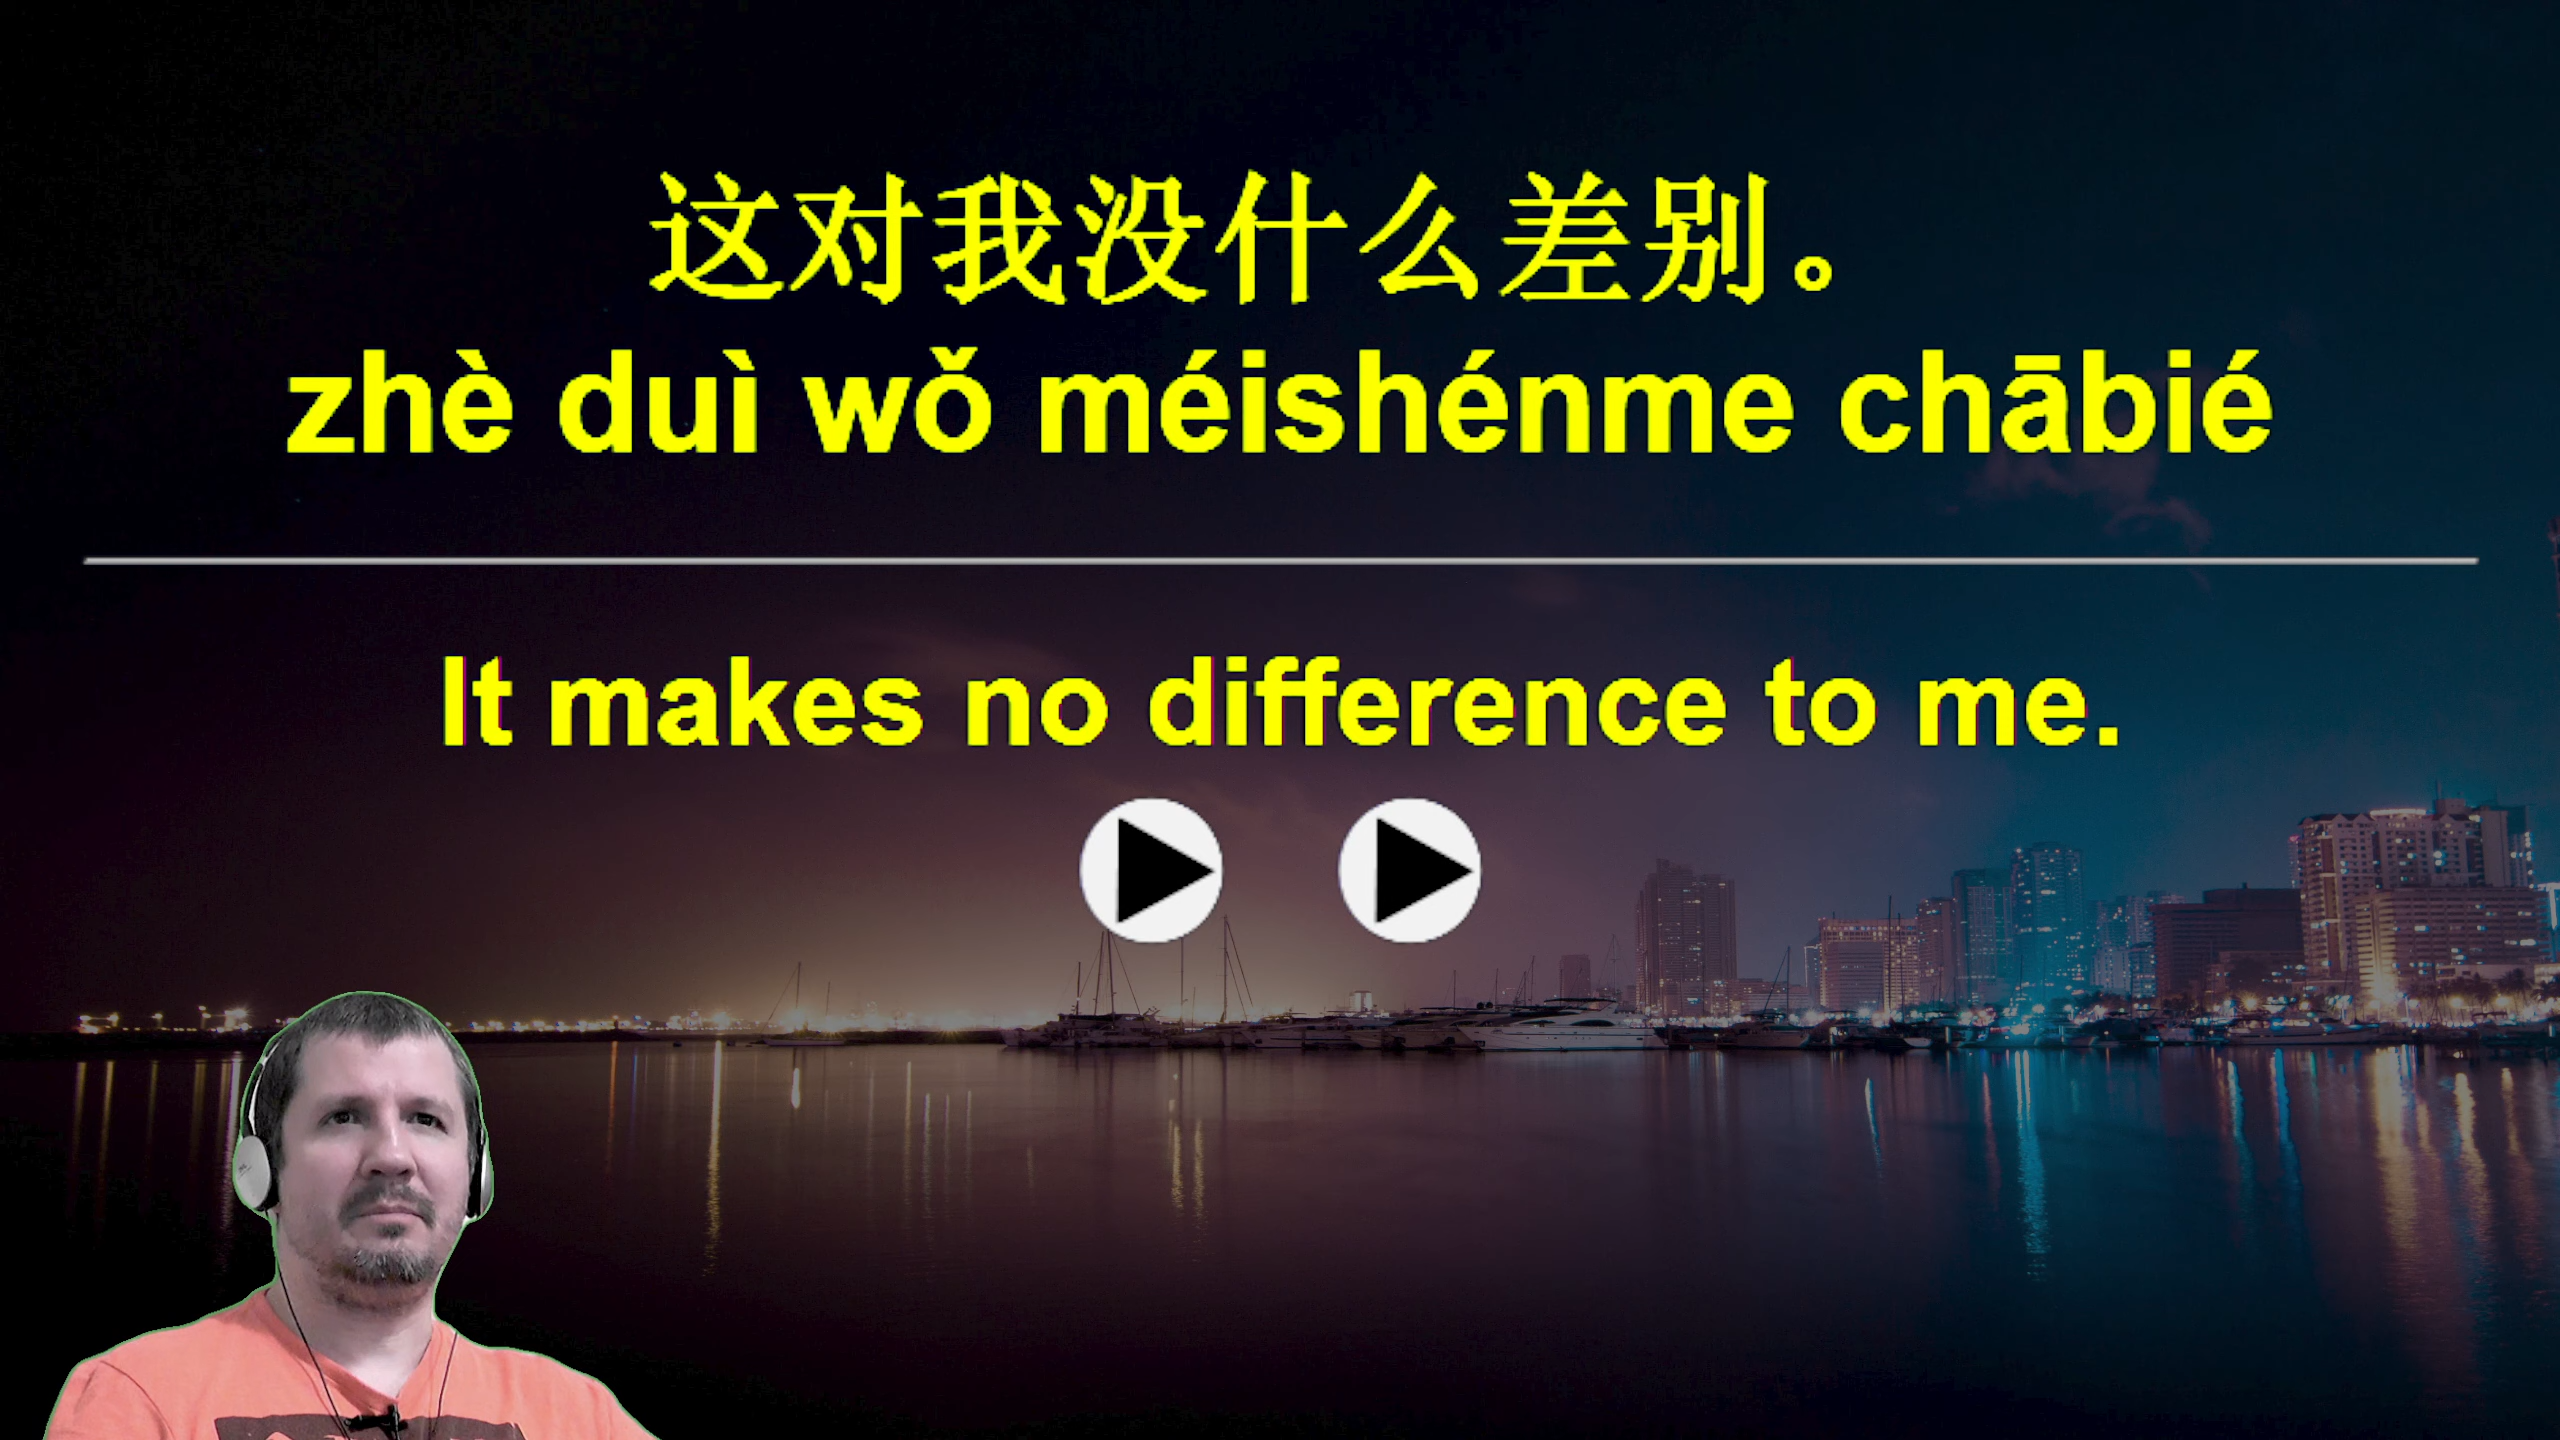 这对我没什么差别。
zhè duì wǒ méishénme chābié
It makes no difference to me.